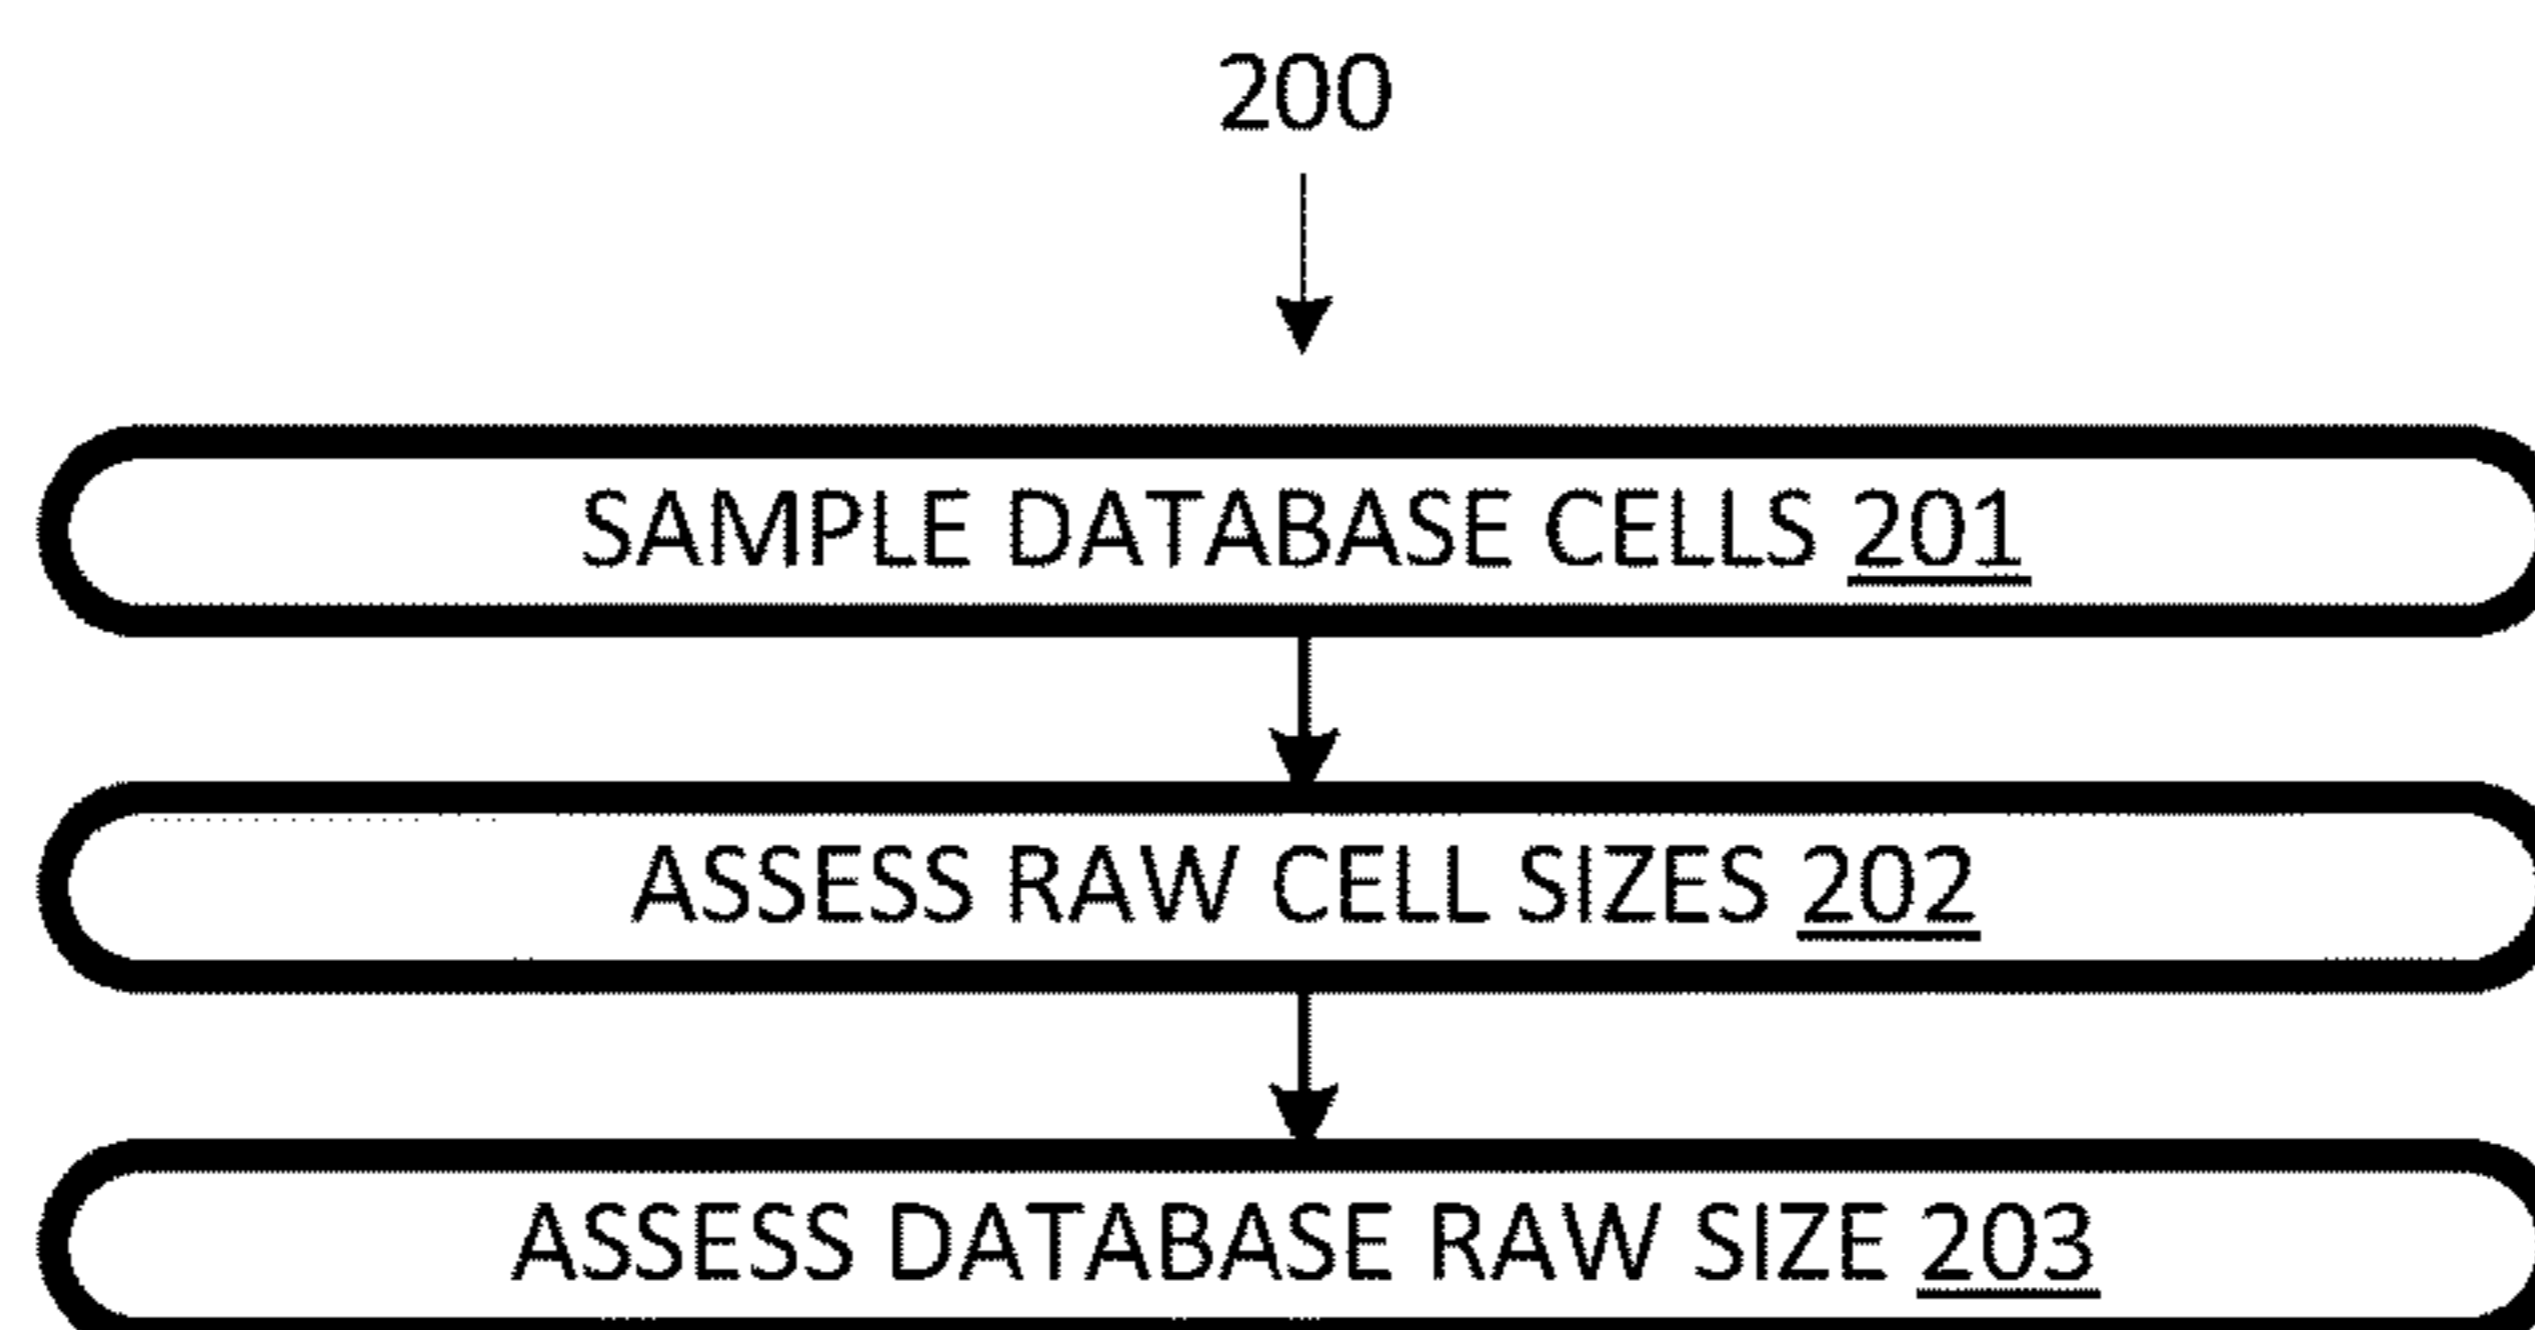 200
SAMPLE DATABASE CELLS 201
ASSESS RAW CELL SIZES 202
ASSESS DATABASE RAW SIZE 203